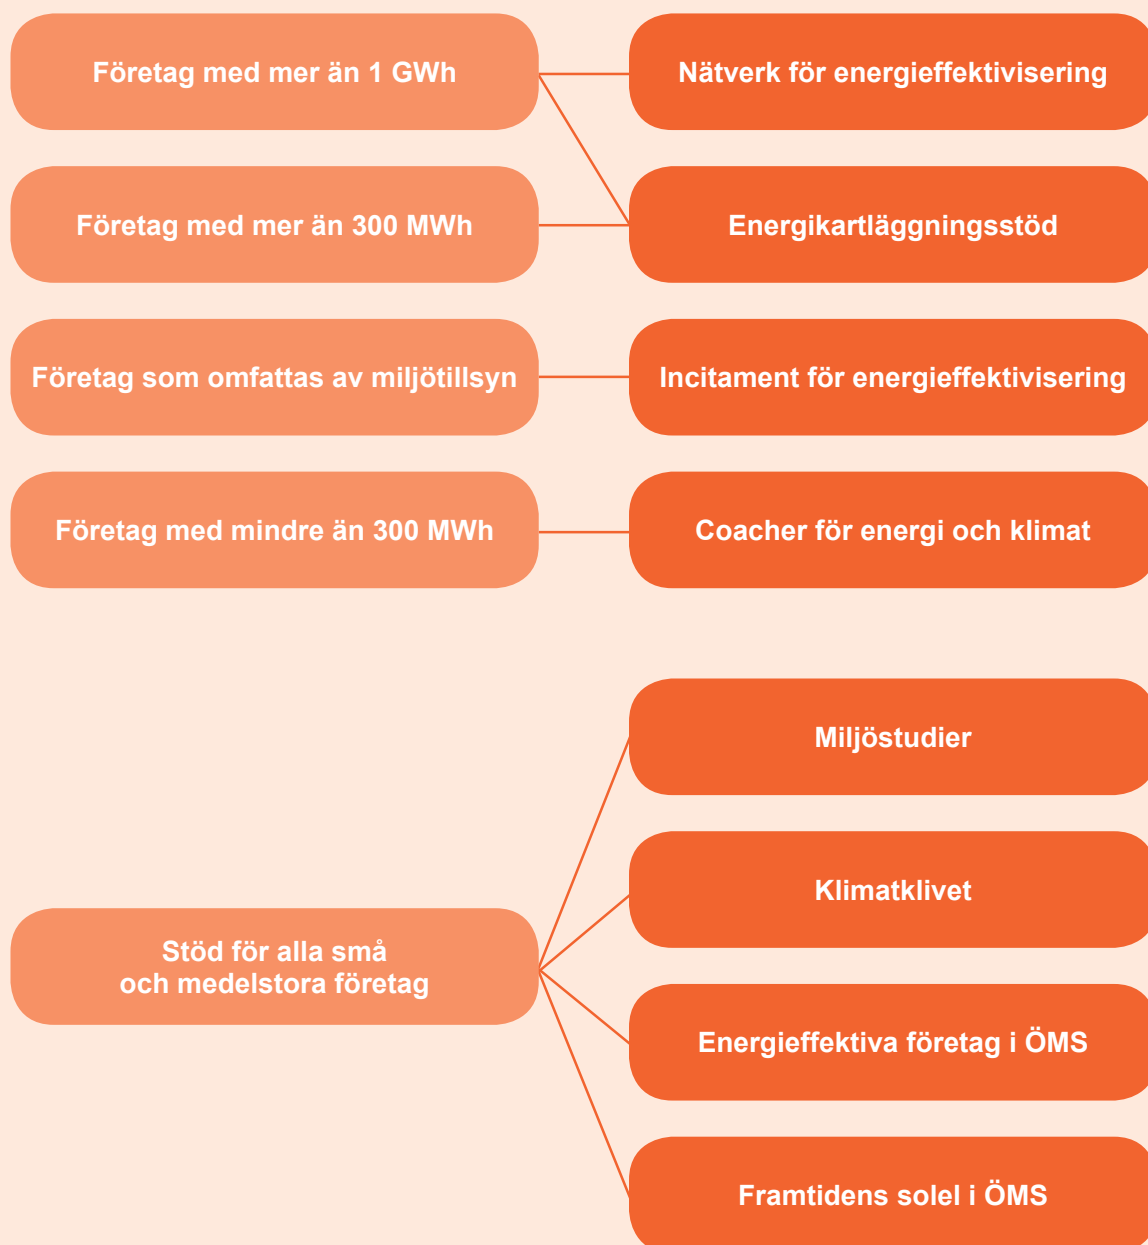 Företag med mer än 1 GWh
Nätverk för energieffektivisering
Företag med mer än 300 MWh
Energikartläggningsstöd
Företag som omfattas av miljötillsyn
Incitament för energieffektivisering
Företag med mindre än 300 MWh
Coacher för energi och klimat
Miljöstudier
Klimatklivet
Stöd för alla små
och medelstora företag
Energieffektiva företag i ÖMS
Framtidens solel i ÖMS